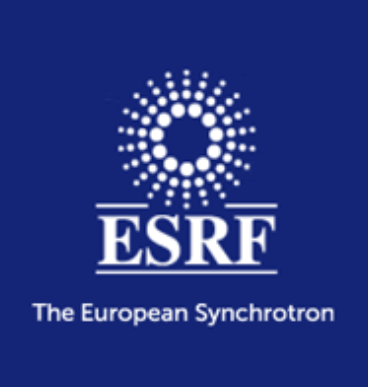 ESRF
The European Synchrotron